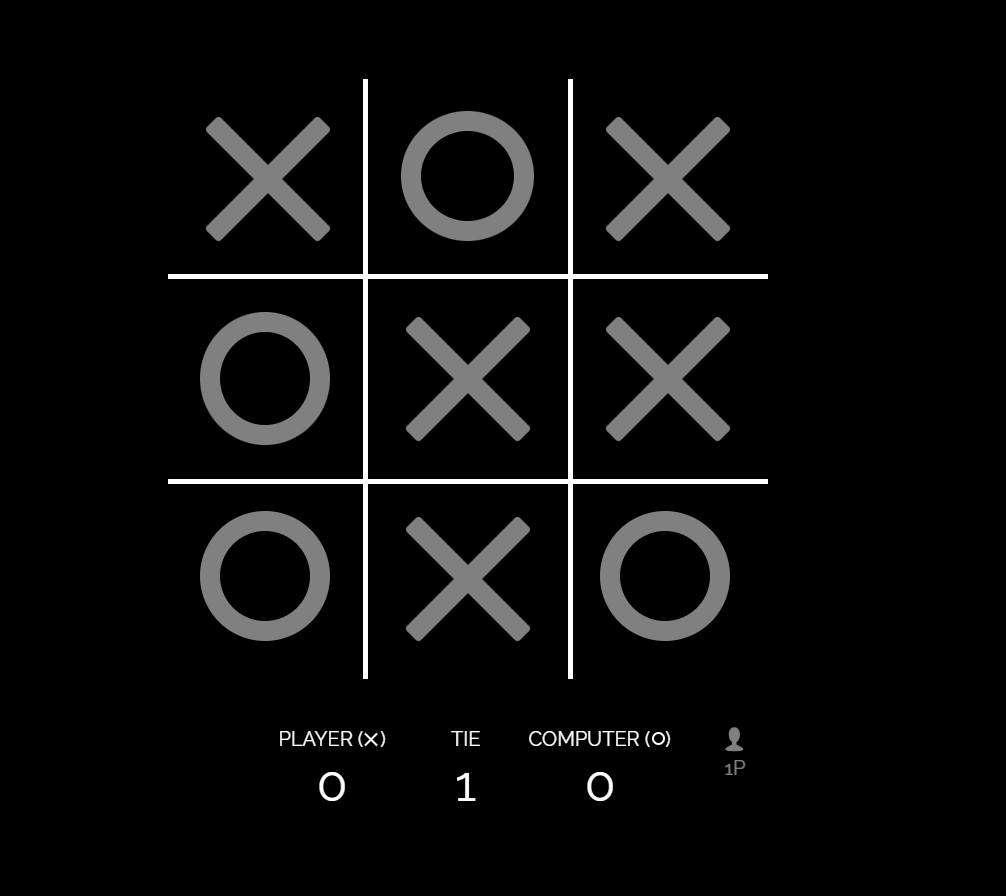 PLAYER (X) TIE COMPUTER (O)
0 1 0
1P